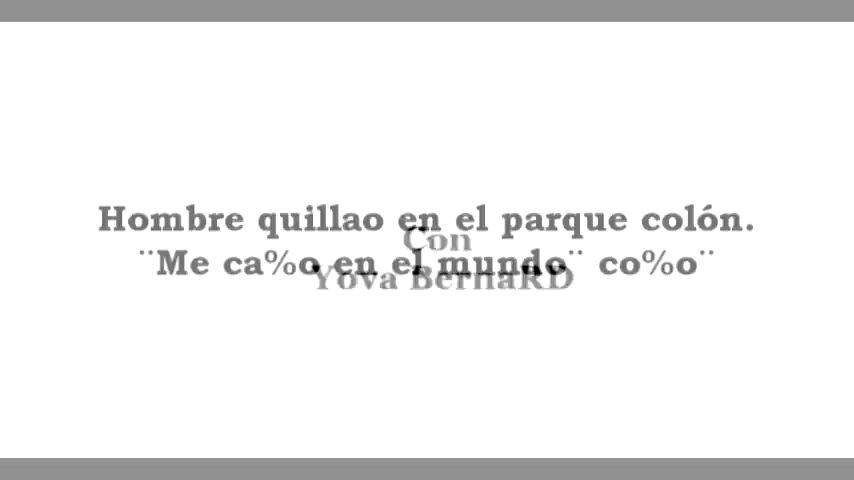 Hombre quillao en el parque colón.
Con
¨Me ca%o en el mundo¨ co%o¨
Yova BernaRD